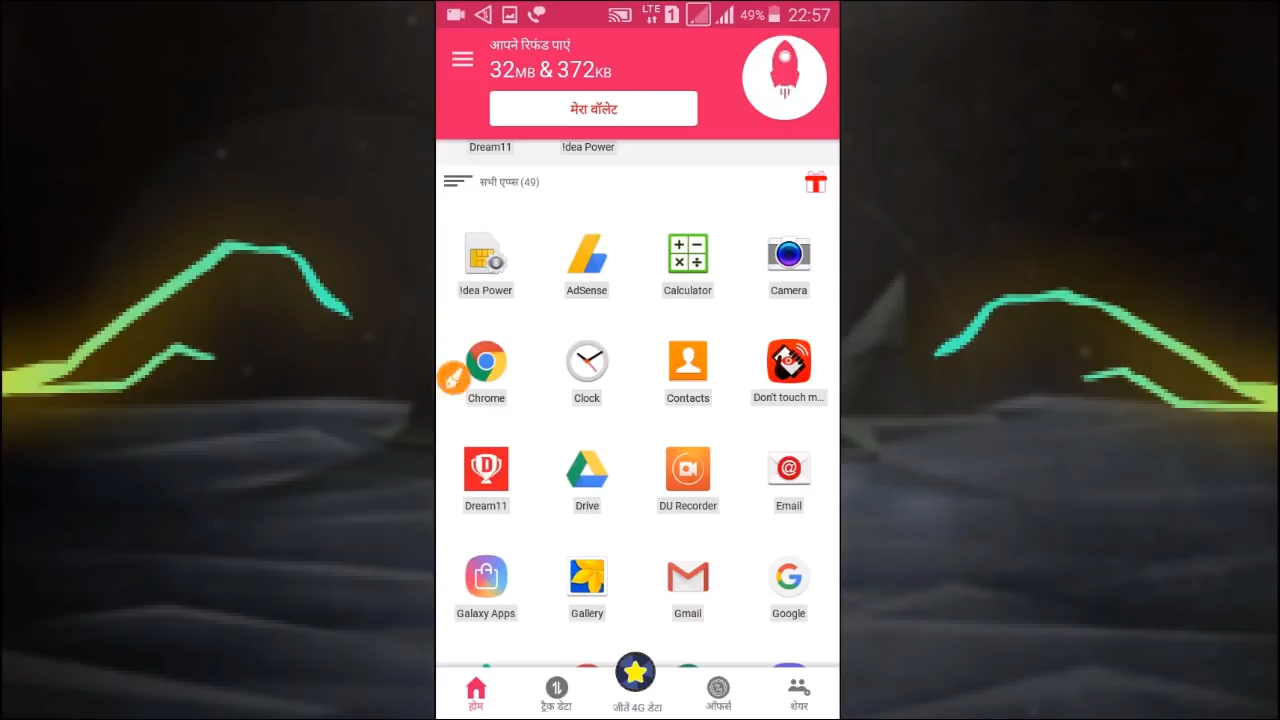 LTE 1 49% 22:57
आपने रिफंड पाएं
32MB & 372KB
मेरा वॉलेट
Dream11 !dea Power
सभी एप्प्स (49)
!dea Power AdSense Calculator Camera
Chrome Clock Contacts Don't touch m...
Dream11 Drive DU Recorder Email
Galaxy Apps Gallery Gmail Google
होम ट्रैक डेटा जीतें 4G डेटा ऑफर्स शेयर